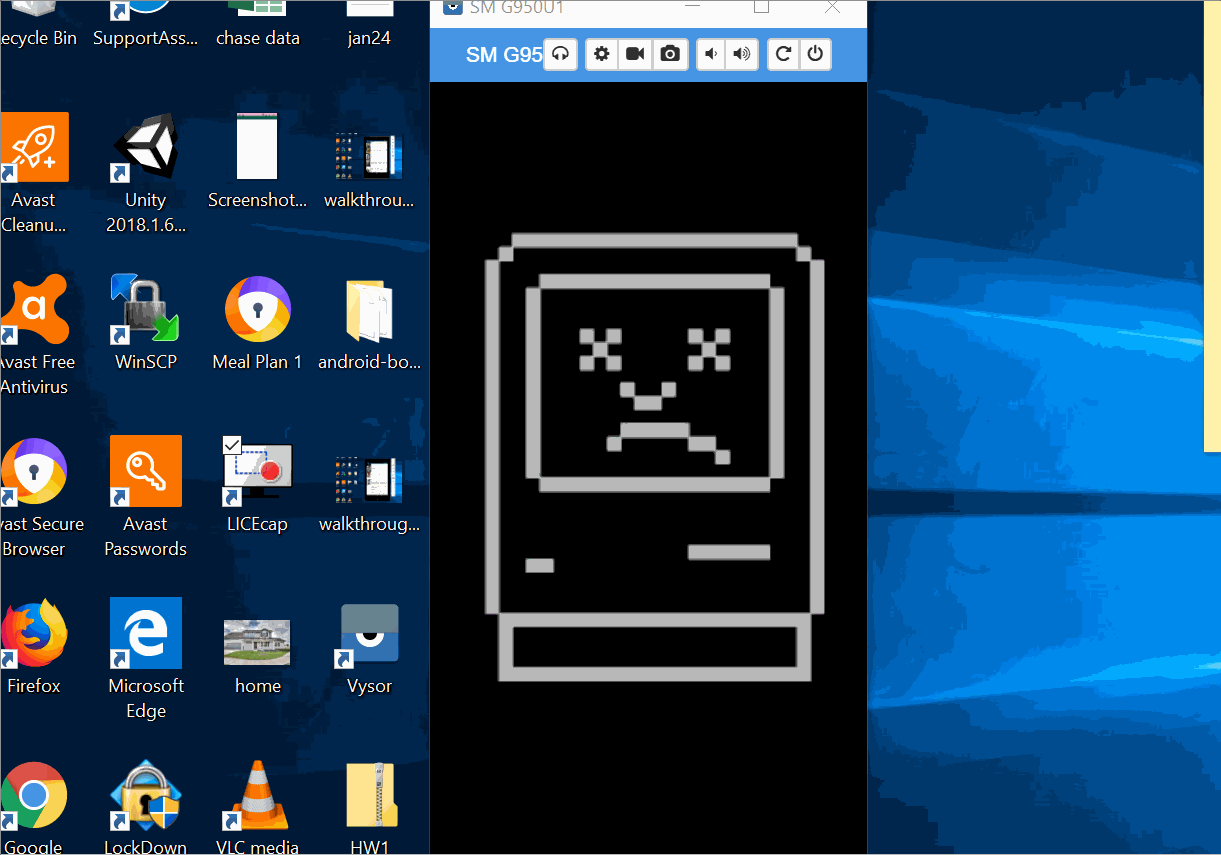 SM G950U1
SM G95
ecycle Bin
SupportAss...
chase data
jan24
Avast
Cleanu...
Unity
2018.1.6...
Screenshot...
walkthrou...
vast Free
Antivirus
WinSCP
Meal Plan 1
android-bo...
vast Secure
Browser
Avast
Passwords
LICEcap
walkthroug...
Firefox
Microsoft
Edge
home
Vysor
Google
LockDown
VLC media
HW1